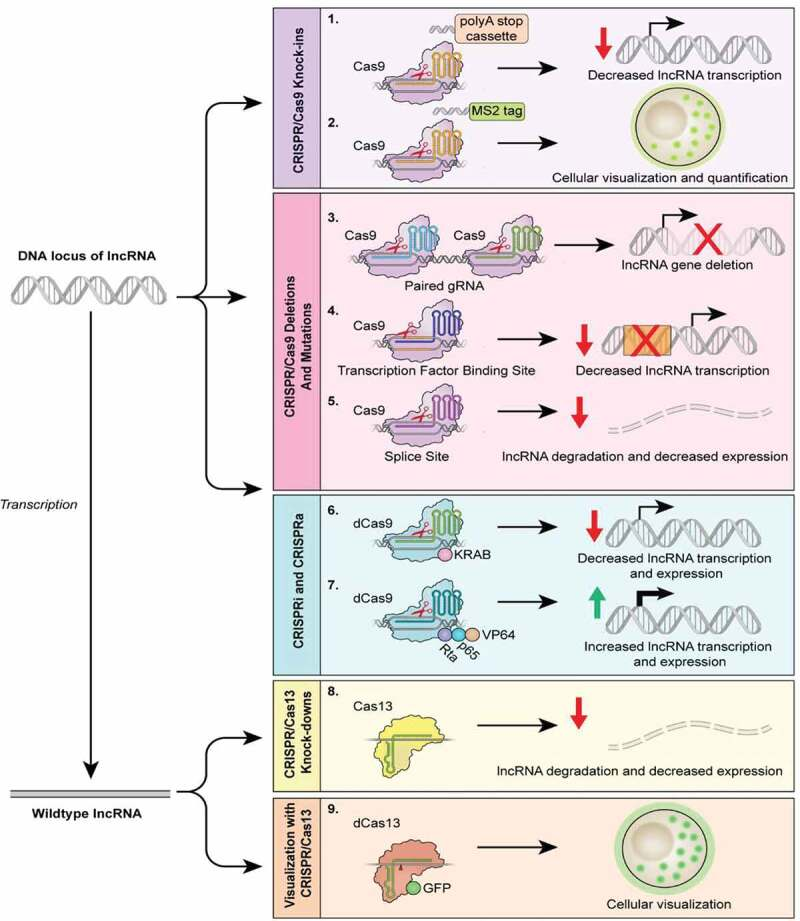 CRISPR/Cas9 Knock-ins
1.
polyA stop
cassette
Cas9
Decreased lncRNA transcription
2.
MS2 tag
Cas9
Cellular visualization and quantification
DNA locus of lncRNA
Transcription
Wildtype lncRNA
CRISPR/Cas9 Deletions
And Mutations
3.
Cas9
Cas9
Paired gRNA
lncRNA gene deletion
4.
Cas9
Transcription Factor Binding Site
Decreased lncRNA transcription
5.
Cas9
Splice Site
lncRNA degradation and decreased expression
CRISPRi and CRISPRa
6.
dCas9
KRAB
Decreased lncRNA transcription
and expression
7.
dCas9
Rta
p65
VP64
Increased lncRNA transcription
and expression
CRISPR/Cas13
Knock-downs
8.
Cas13
lncRNA degradation and decreased expression
Visualization with
CRISPR/Cas13
9.
dCas13
GFP
Cellular visualization